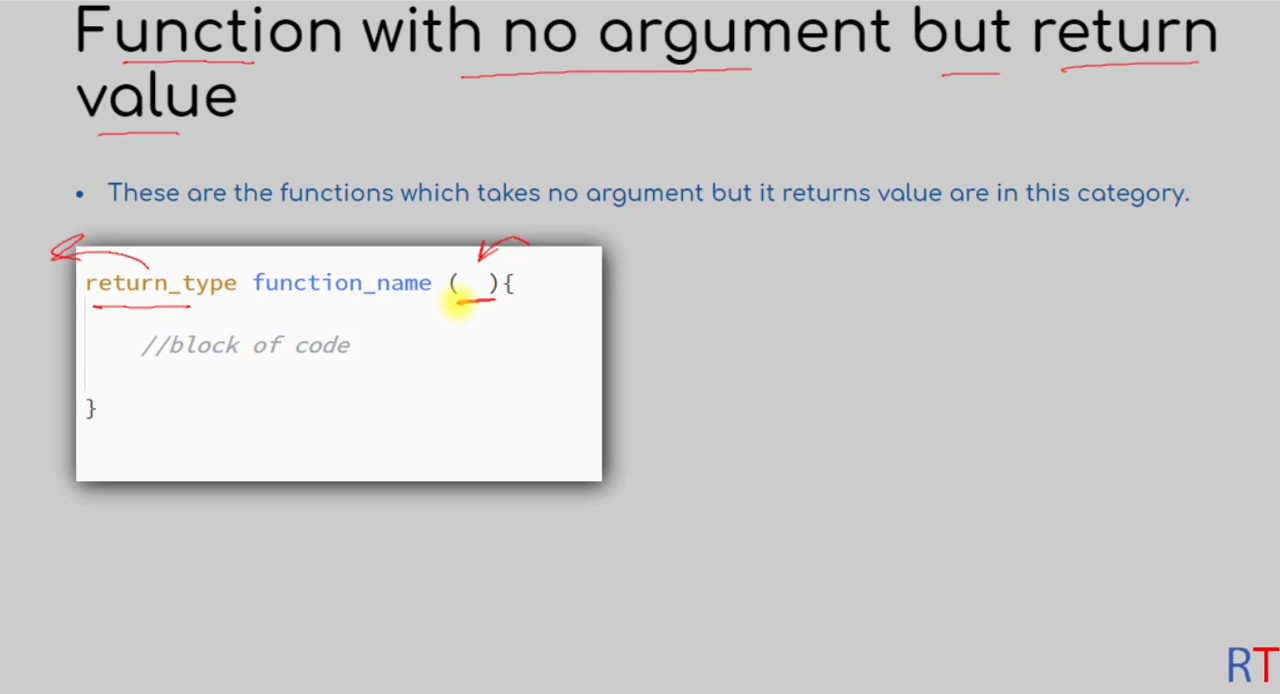 Function with no argument but return
value
• These are the functions which takes no argument but it returns value are in this category.
return_type function_name (  ){
//block of code
}
RT